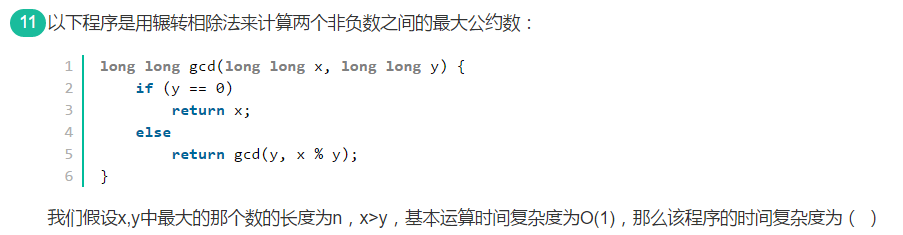 11 以下程序是用辗转相除法来计算两个非负数之间的最大公约数：
1 long long gcd(long long x, long long y) {
2 if (y == 0)
3 return x;
4 else
5 return gcd(y, x % y);
6 }
我们假设x,y中最大的那个数的长度为n，x>y，基本运算时间复杂度为O(1)，那么该程序的时间复杂度为（ ）